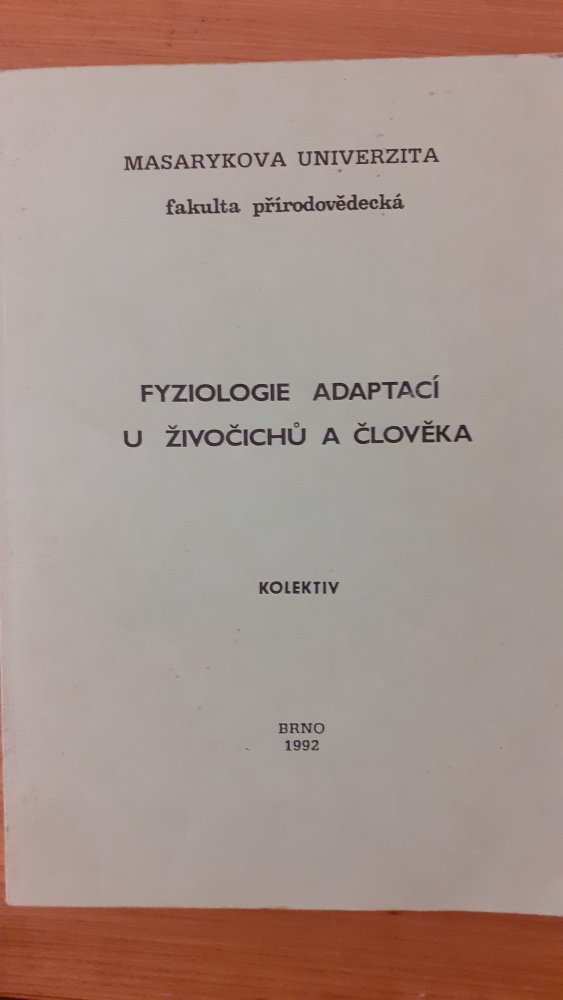 MASARYKOVA UNIVERZITA
fakulta přírodovědecká
FYZIOLOGIE ADAPTACÍ
U ŽIVOČICHŮ A ČLOVĚKA
KOLEKTIV
BRNO
1992